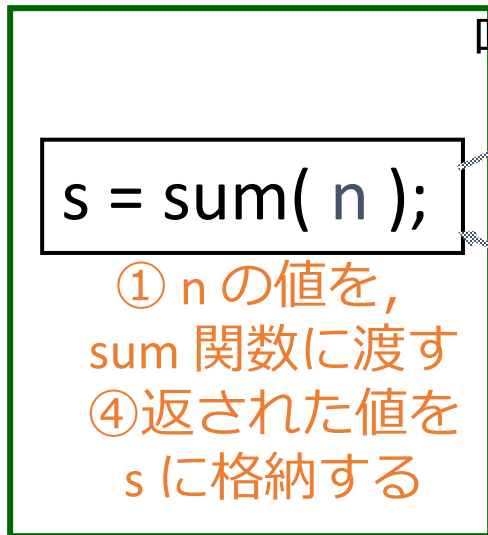 s = sum( n );
① n の値を,
sum 関数に渡す
④返された値を
s に格納する